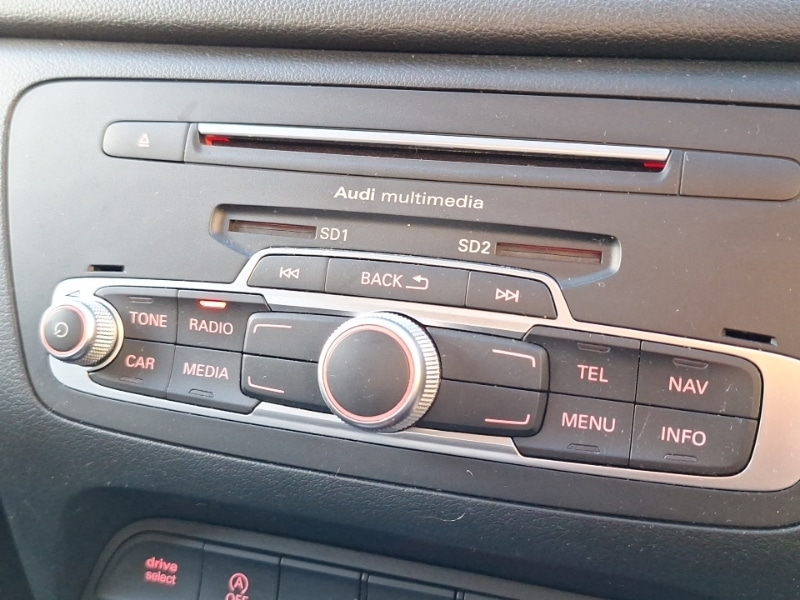 Audi multimedia
SD1
SD2
BACK
TONE
RADIO
CAR
MEDIA
TEL
NAV
MENU
INFO
drive
select
A
OFF